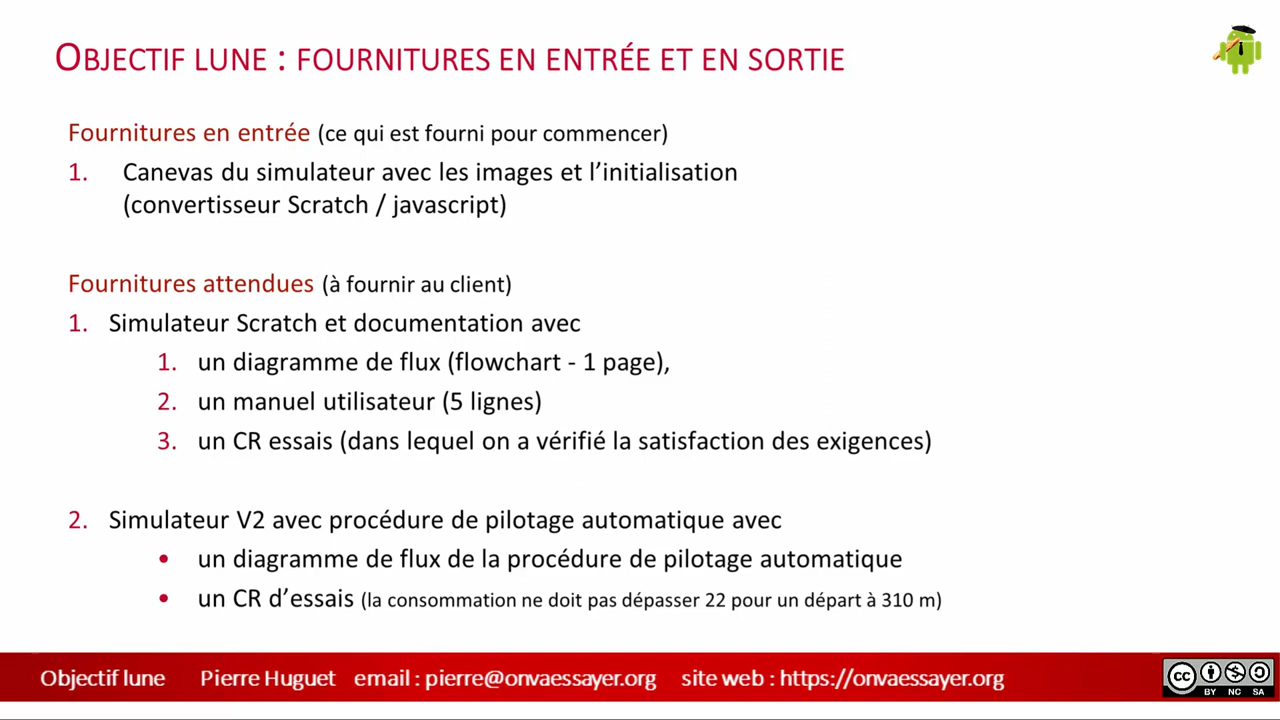 OBJECTIF LUNE : FOURNITURES EN ENTRÉE ET EN SORTIE
Fournitures en entrée (ce qui est fourni pour commencer)
1. Canevas du simulateur avec les images et l’initialisation
(convertisseur Scratch / javascript)
Fournitures attendues (à fournir au client)
1. Simulateur Scratch et documentation avec
1. un diagramme de flux (flowchart - 1 page),
2. un manuel utilisateur (5 lignes)
3. un CR essais (dans lequel on a vérifié la satisfaction des exigences)
2. Simulateur V2 avec procédure de pilotage automatique avec
• un diagramme de flux de la procédure de pilotage automatique
• un CR d’essais (la consommation ne doit pas dépasser 22 pour un départ à 310 m)
Objectif lune Pierre Huguet email : pierre@onvaessayer.org site web : https://onvaessayer.org
cc BY NC SA